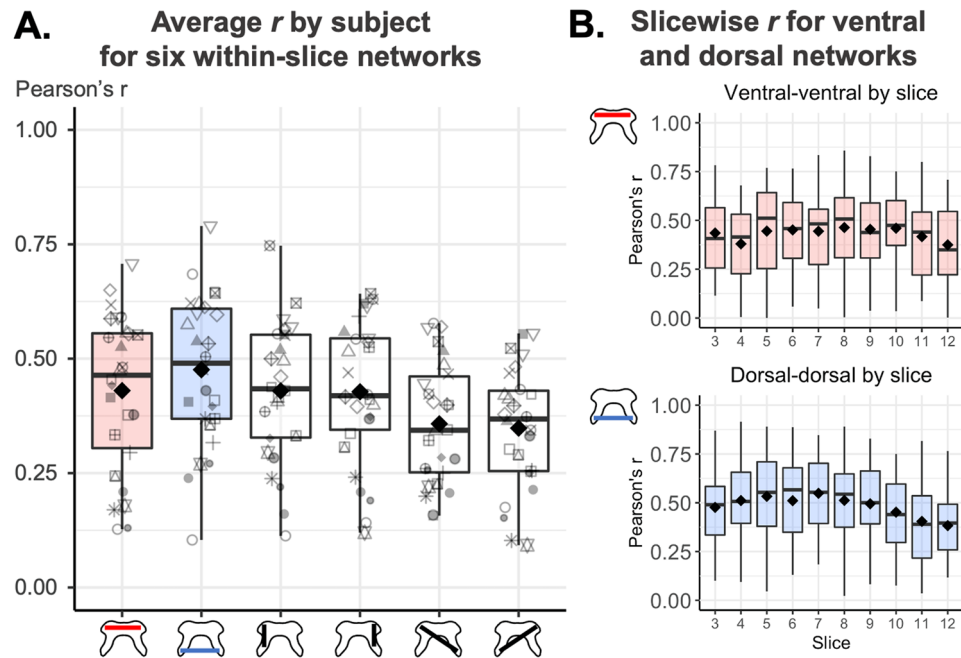 A.
Average r by subject
for six within-slice networks
Pearson's r
1.00
0.75
0.50
0.25
0.00
B.
Slicewise r for ventral
and dorsal networks
Ventral-ventral by slice
Pearson's r
1.00
0.75
0.50
0.25
0.00
3 4 5 6 7 8 9 10 11 12
Dorsal-dorsal by slice
Pearson's r
1.00
0.75
0.50
0.25
0.00
3 4 5 6 7 8 9 10 11 12
Slice